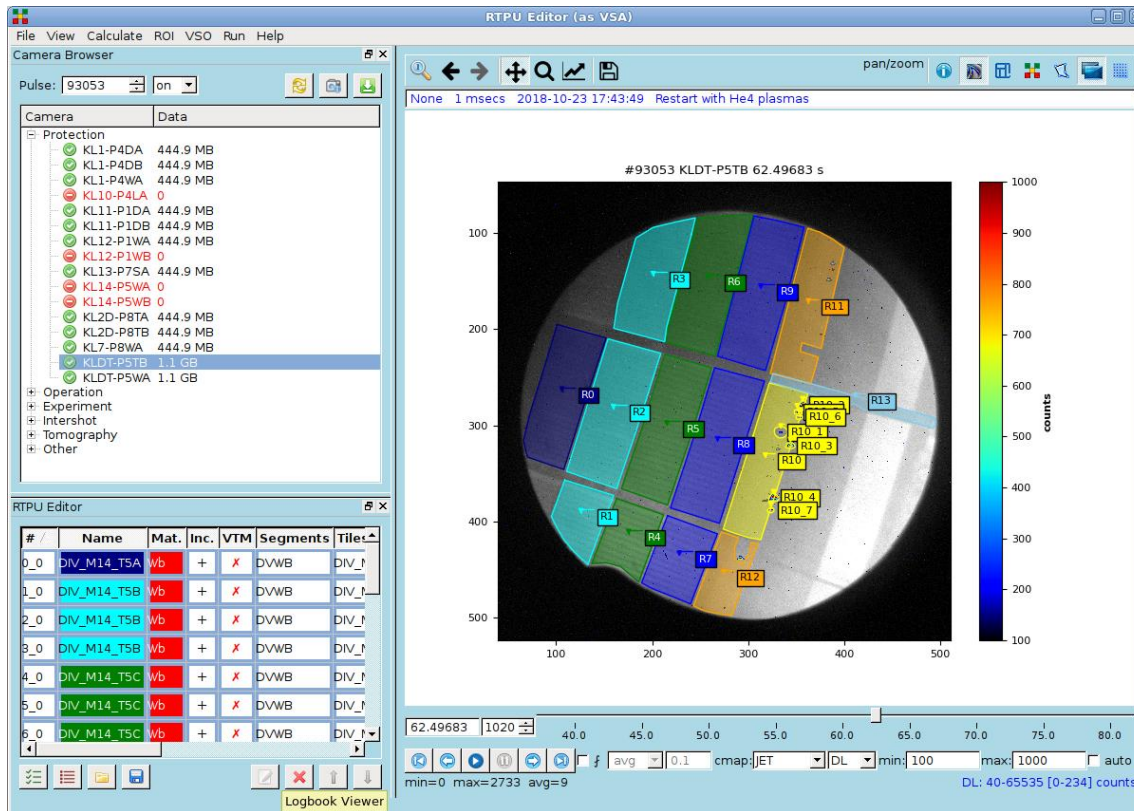 RTPU Editor (as VSA)
File View Calculate ROI VSO Run Help
Camera Browser
Pulse: 93053 on
Camera Data
Protection
KL1-P4DA 444.9 MB
KL1-P4DB 444.9 MB
KL1-P4WA 444.9 MB
KL10-P4LA 0
KL11-P1DA 444.9 MB
KL11-P1DB 444.9 MB
KL12-P1WA 444.9 MB
KL12-P1WB 0
KL13-P7SA 444.9 MB
KL14-P5WA 0
KL14-P5WB 0
KL2D-P8TA 444.9 MB
KL2D-P8TB 444.9 MB
KL7-P8WA 444.9 MB
KLDT-P5TB 1.1 GB
KLDT-P5WA 1.1 GB
Operation
Experiment
Intershot
Tomography
Other
RTPU Editor
# Name Mat. Inc. VTM Segments Tiles
0_0 DIV_M14_T5A Wb + ✗ DVWB DIV_M
1_0 DIV_M14_T5B Wb + ✗ DVWB DIV_M
2_0 DIV_M14_T5B Wb + ✗ DVWB DIV_M
3_0 DIV_M14_T5B Wb + ✗ DVWB DIV_M
4_0 DIV_M14_T5C Wb + ✗ DVWB DIV_M
5_0 DIV_M14_T5C Wb + ✗ DVWB DIV_M
6_0 DIV_M14_T5C Wb + ✗ DVWB DIV_M
Logbook Viewer
pan/zoom
None 1 msecs 2018-10-23 17:43:49 Restart with He4 plasmas
#93053 KLDT-P5TB 62.49683 s
100
200
300
400
500
100 200 300 400 500
R3
R6
R9
R11
R0
R2
R5
R8
R13
R10_6
R10_1
R10_3
R10
R10_4
R10_7
R1
R4
R7
R12
1000
900
800
700
600
500
400
300
200
100
counts
62.49683 1020
40.0 45.0 50.0 55.0 60.0 65.0 70.0 75.0 80.0
avg 0.1 cmap: JET DL min: 100 max: 1000 auto
min=0 max=2733 avg=9
DL: 40-65535 [0-234] counts